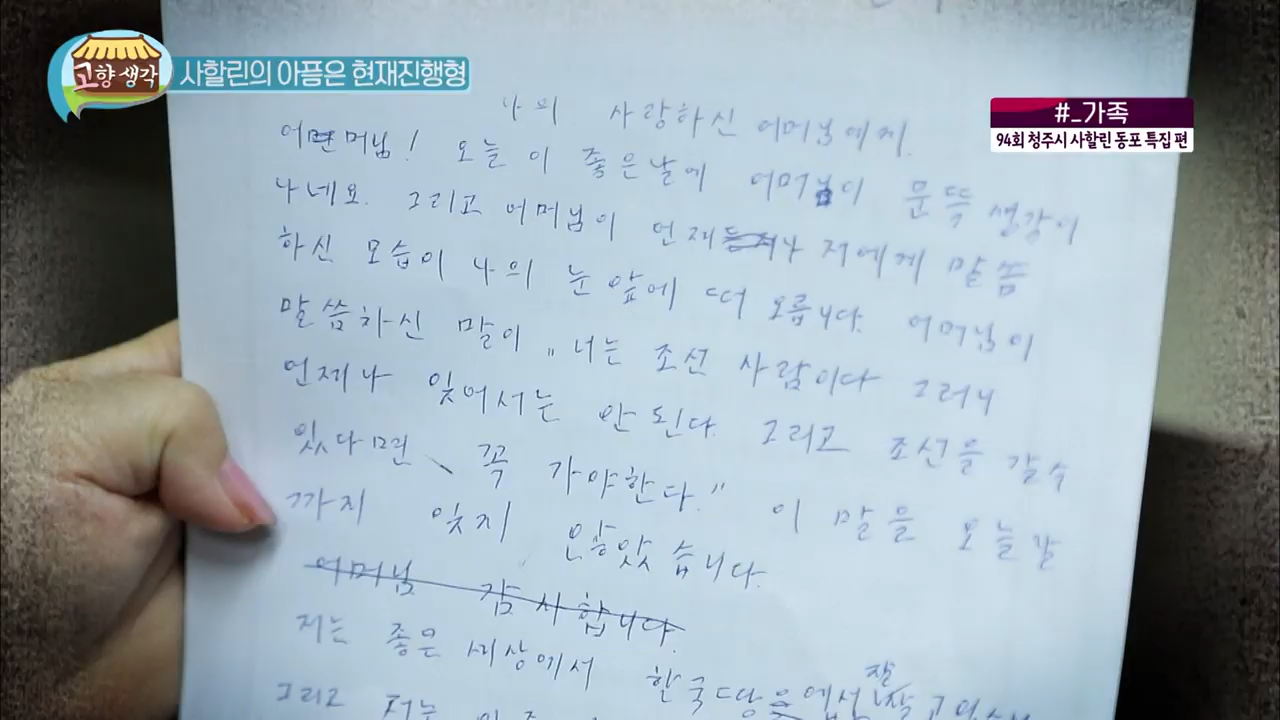 고향 생각
사할린의 아픔은 현재진행형
#_가족
94회 청주시 사할린 동포 특집 편
나의 사랑하신 어머님에게.
어면머님! 오늘 이 좋은날에 어머님이 문뜩 생각이
나네요. 그리고 어머님이 언제나 저에게 말씀
하신 모습이 나의 눈 앞에 떠 오릅니다. 어머님이
말씀하신 말이 "너는 조선 사람이다 그러니
언제나 잊어서는 안 된다. 그리고 조선을 갈수
있다면, 꼭 가야한다." 이 말을 오늘날
까지 잊지 않았습니다.
어머님 감사합니다.
저는 좋은 세상에서 한국땅에서 잘
그리고 저는